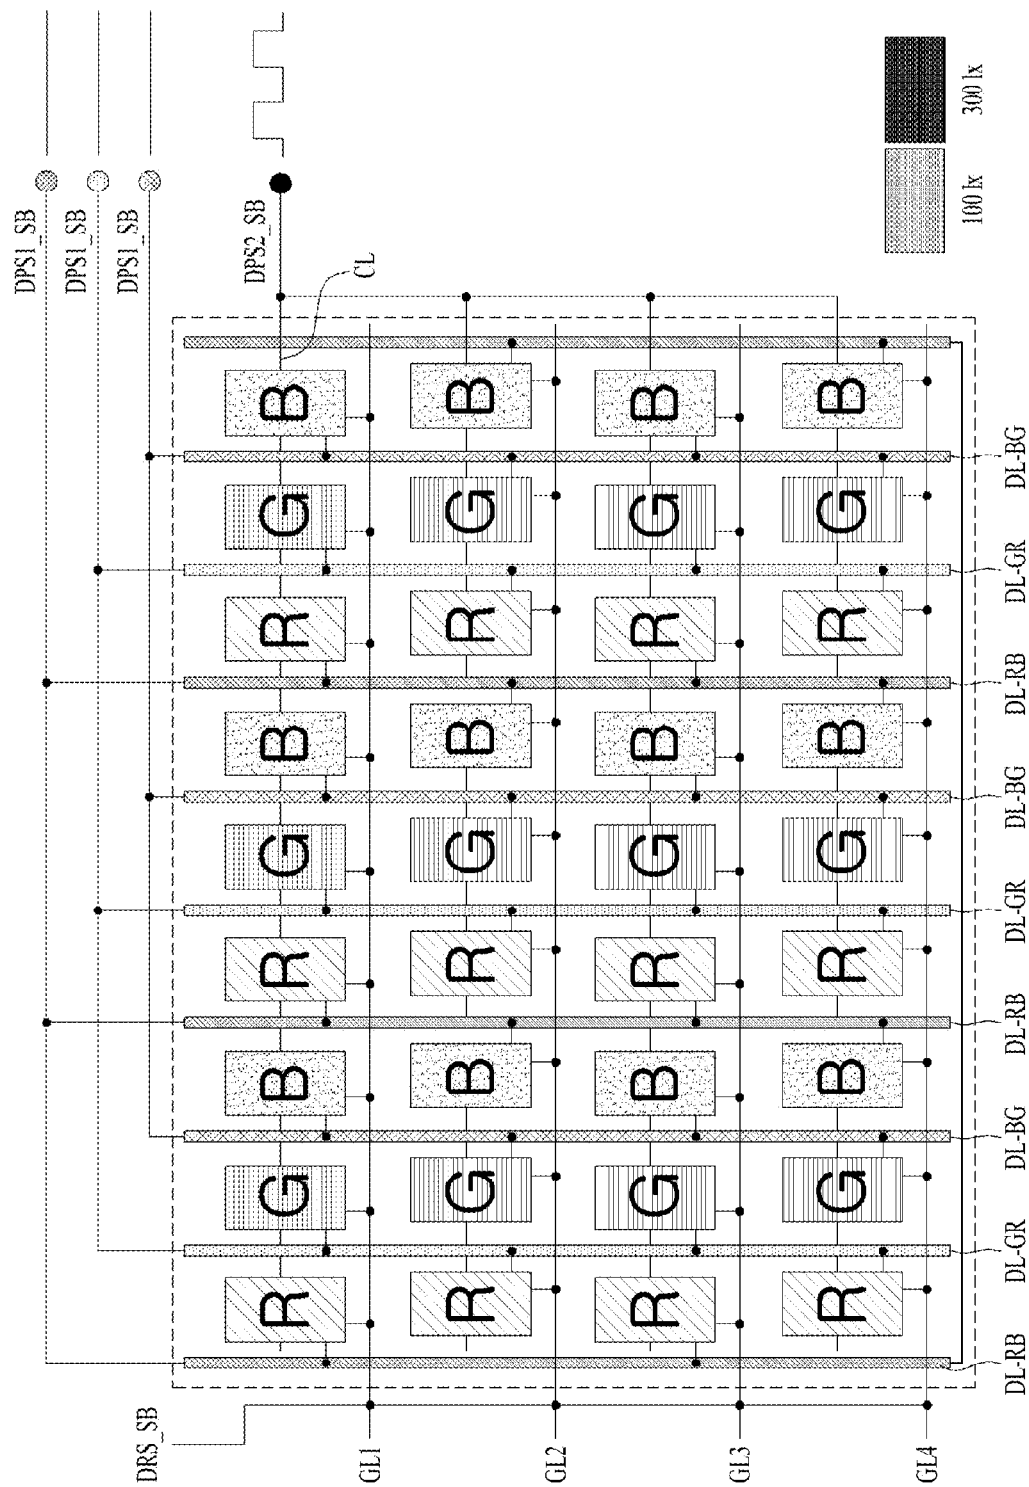 DPS1_SB
DPS1_SB
DPS1_SB
DRS_SB
DPS2_SB
R G B R G B R G B
CL
GL1
R G B R G B R G B
GL2
R G B R G B R G B
GL3
R G B R G B R G B
GL4
100 lx 300 lx
DL-RB DL-GR DL-BG DL-RB DL-GR DL-BG DL-RB DL-GR DL-BG